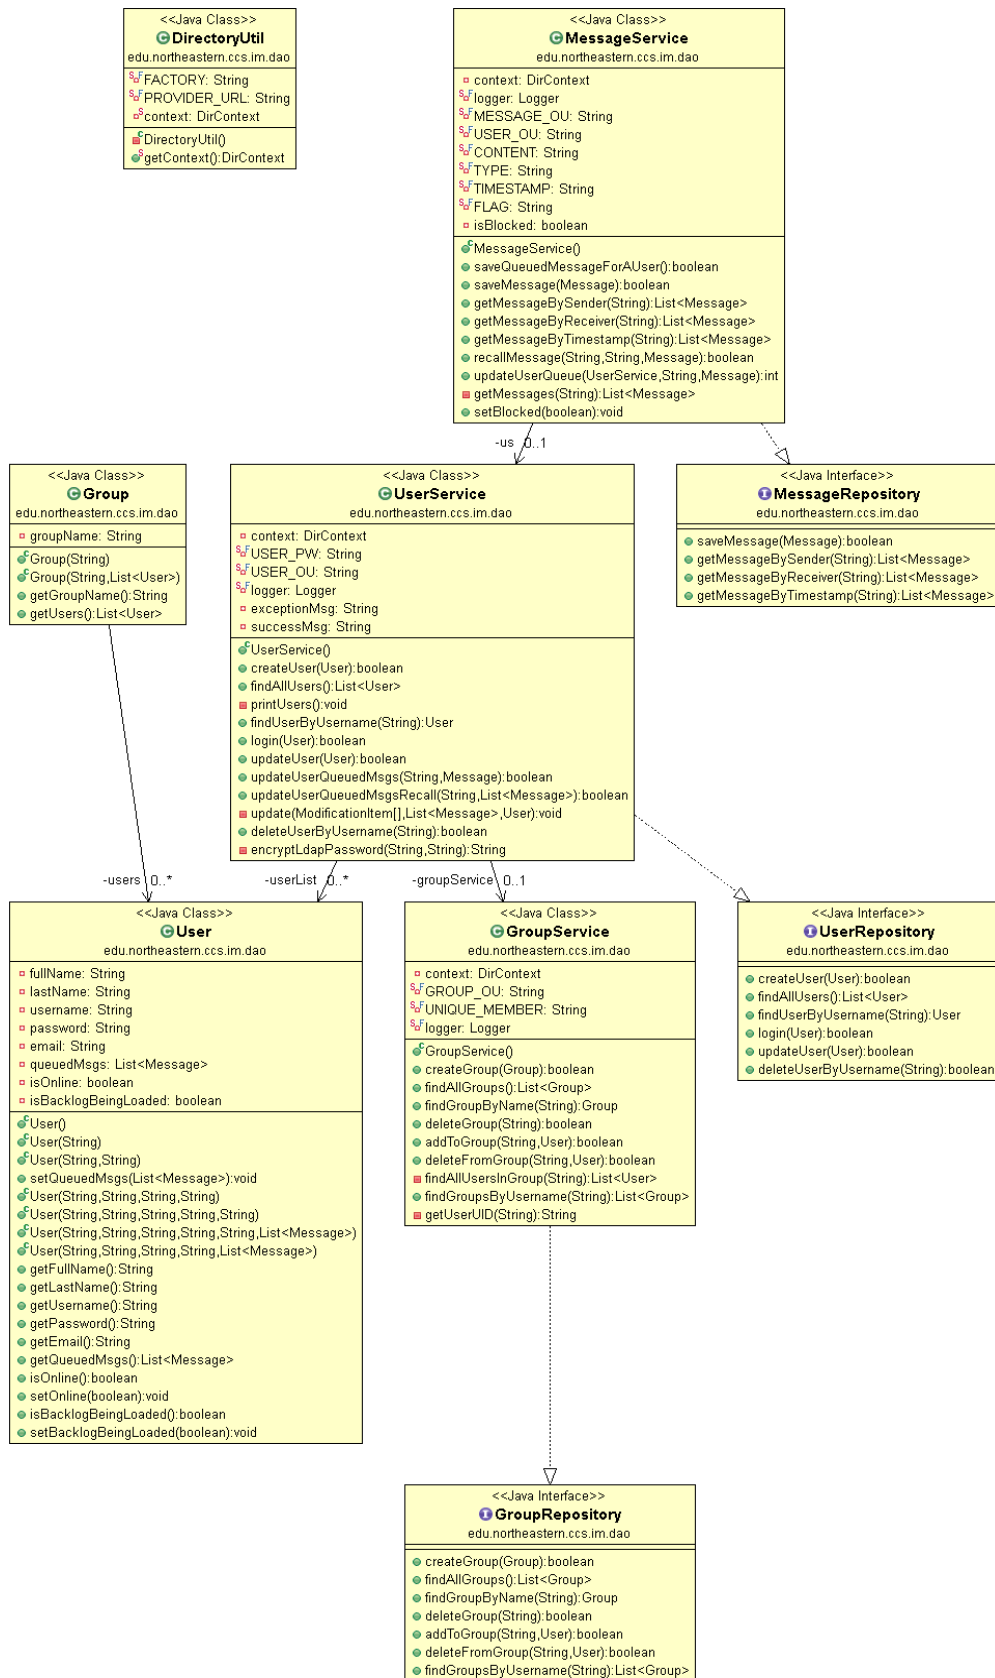 <<Java Class>>
DirectoryUtil
edu.northeastern.ccs.im.dao
FACTORY: String
PROVIDER_URL: String
context: DirContext
DirectoryUtil()
getContext():DirContext
<<Java Class>>
MessageService
edu.northeastern.ccs.im.dao
context: DirContext
logger: Logger
MESSAGE_OU: String
USER_OU: String
CONTENT: String
TYPE: String
TIMESTAMP: String
FLAG: String
isBlocked: boolean
MessageService()
saveQueuedMessageForAUser():boolean
saveMessage(Message):boolean
getMessageBySender(String):List<Message>
getMessageByReceiver(String):List<Message>
getMessageByTimestamp(String):List<Message>
recallMessage(String,String,Message):boolean
updateUserQueue(UserService,String,Message):int
getMessages(String):List<Message>
setBlocked(boolean):void
-us 0..1
<<Java Class>>
Group
edu.northeastern.ccs.im.dao
groupName: String
Group(String)
Group(String,List<User>)
getGroupName():String
getUsers():List<User>
<<Java Class>>
UserService
edu.northeastern.ccs.im.dao
context: DirContext
USER_PW: String
USER_OU: String
logger: Logger
exceptionMsg: String
successMsg: String
UserService()
createUser(User):boolean
findAllUsers():List<User>
printUsers():void
findUserByUsername(String):User
login(User):boolean
updateUser(User):boolean
updateUserQueuedMsgs(String,Message):boolean
updateUserQueuedMsgsRecall(String,List<Message>):boolean
update(ModificationItem[],List<Message>,User):void
deleteUserByUsername(String):boolean
encryptLdapPassword(String,String):String
<<Java Interface>>
MessageRepository
edu.northeastern.ccs.im.dao
saveMessage(Message):boolean
getMessageBySender(String):List<Message>
getMessageByReceiver(String):List<Message>
getMessageByTimestamp(String):List<Message>
-users 0..*
-userList 0..*
-groupService 0..1
<<Java Class>>
User
edu.northeastern.ccs.im.dao
fullName: String
lastName: String
username: String
password: String
email: String
queuedMsgs: List<Message>
isOnline: boolean
isBacklogBeingLoaded: boolean
User()
User(String)
User(String,String)
setQueuedMsgs(List<Message>):void
User(String,String,String,String)
User(String,String,String,String,String)
User(String,String,String,String,String,List<Message>)
User(String,String,String,String,List<Message>)
getFullName():String
getLastName():String
getUsername():String
getPassword():String
getEmail():String
getQueuedMsgs():List<Message>
isOnline():boolean
setOnline(boolean):void
isBacklogBeingLoaded():boolean
setBacklogBeingLoaded(boolean):void
<<Java Class>>
GroupService
edu.northeastern.ccs.im.dao
context: DirContext
GROUP_OU: String
UNIQUE_MEMBER: String
logger: Logger
GroupService()
createGroup(Group):boolean
findAllGroups():List<Group>
findGroupByName(String):Group
deleteGroup(String):boolean
addToGroup(String,User):boolean
deleteFromGroup(String,User):boolean
findAllUsersInGroup(String):List<User>
findGroupsByUsername(String):List<Group>
getUserUID(String):String
<<Java Interface>>
UserRepository
edu.northeastern.ccs.im.dao
createUser(User):boolean
findAllUsers():List<User>
findUserByUsername(String):User
login(User):boolean
updateUser(User):boolean
deleteUserByUsername(String):boolean
<<Java Interface>>
GroupRepository
edu.northeastern.ccs.im.dao
createGroup(Group):boolean
findAllGroups():List<Group>
findGroupByName(String):Group
deleteGroup(String):boolean
addToGroup(String,User):boolean
deleteFromGroup(String,User):boolean
findGroupsByUsername(String):List<Group>